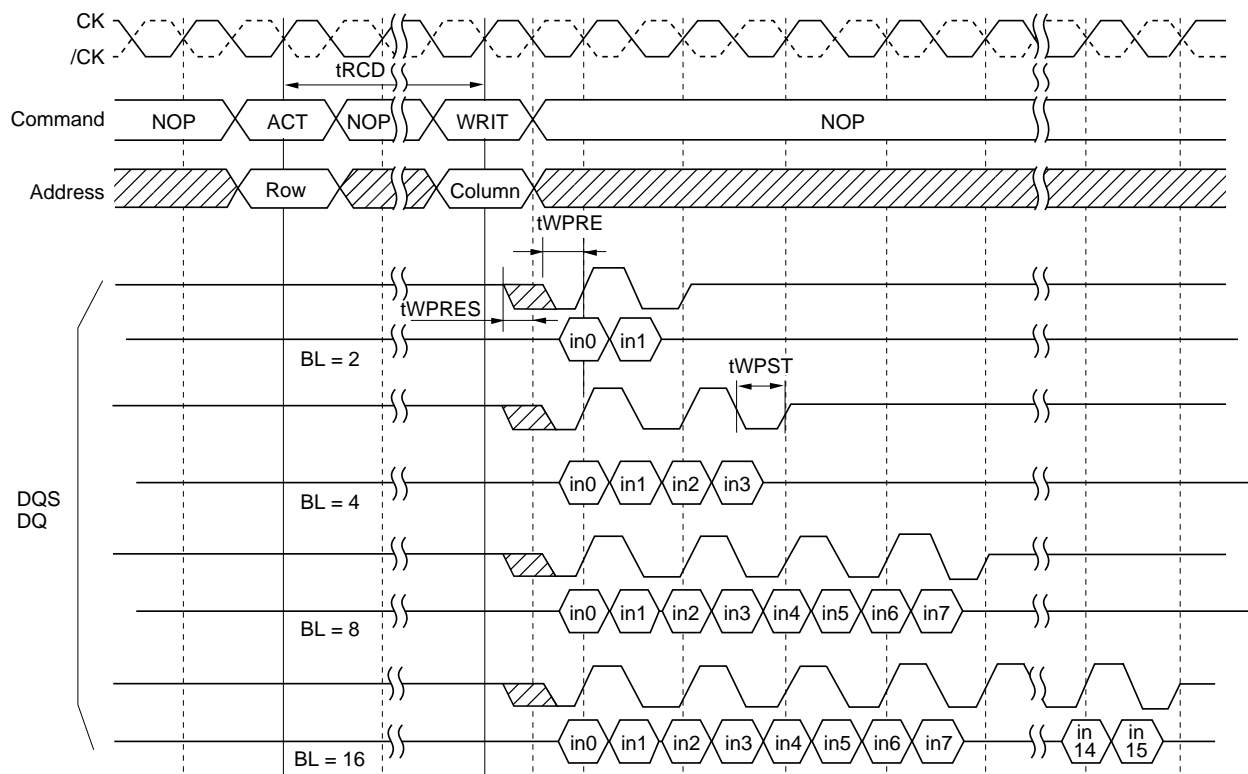 CK
/CK
tRCD
Command NOP ACT NOP WRIT NOP
Address Row Column
tWPRE
tWPRES
in0 in1
BL = 2
tWPST
in0 in1 in2 in3
BL = 4
DQS
DQ
in0 in1 in2 in3 in4 in5 in6 in7
BL = 8
in0 in1 in2 in3 in4 in5 in6 in7 in 14 in 15
BL = 16